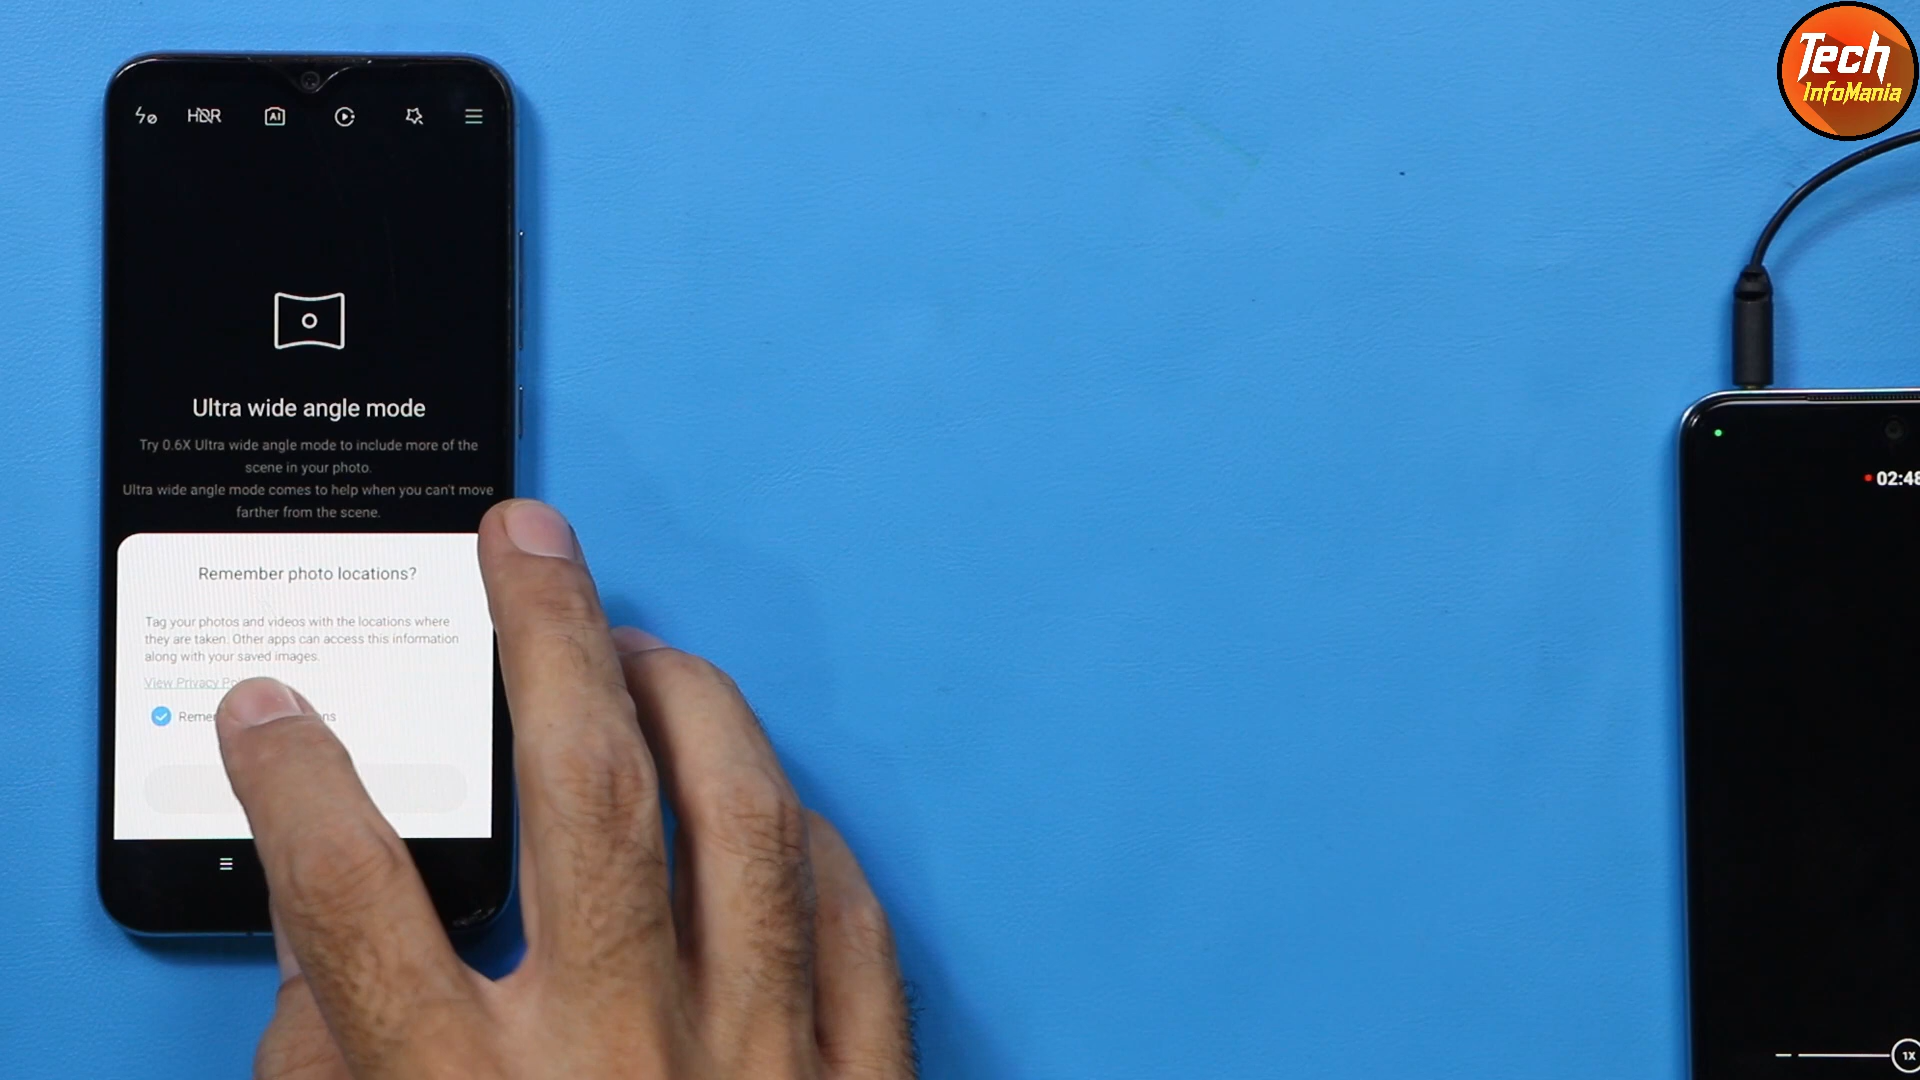 Tech
InfoMania
HDR
AI
Ultra wide angle mode
Try 0.6X Ultra wide angle mode to include more of the
scene in your photo.
Ultra wide angle mode comes to help when you can't move
farther from the scene.
Remember photo locations?
Tag your photos and videos with the locations where
they are taken. Other apps can access this information
along with your saved images.
View Privacy
02:48
1X